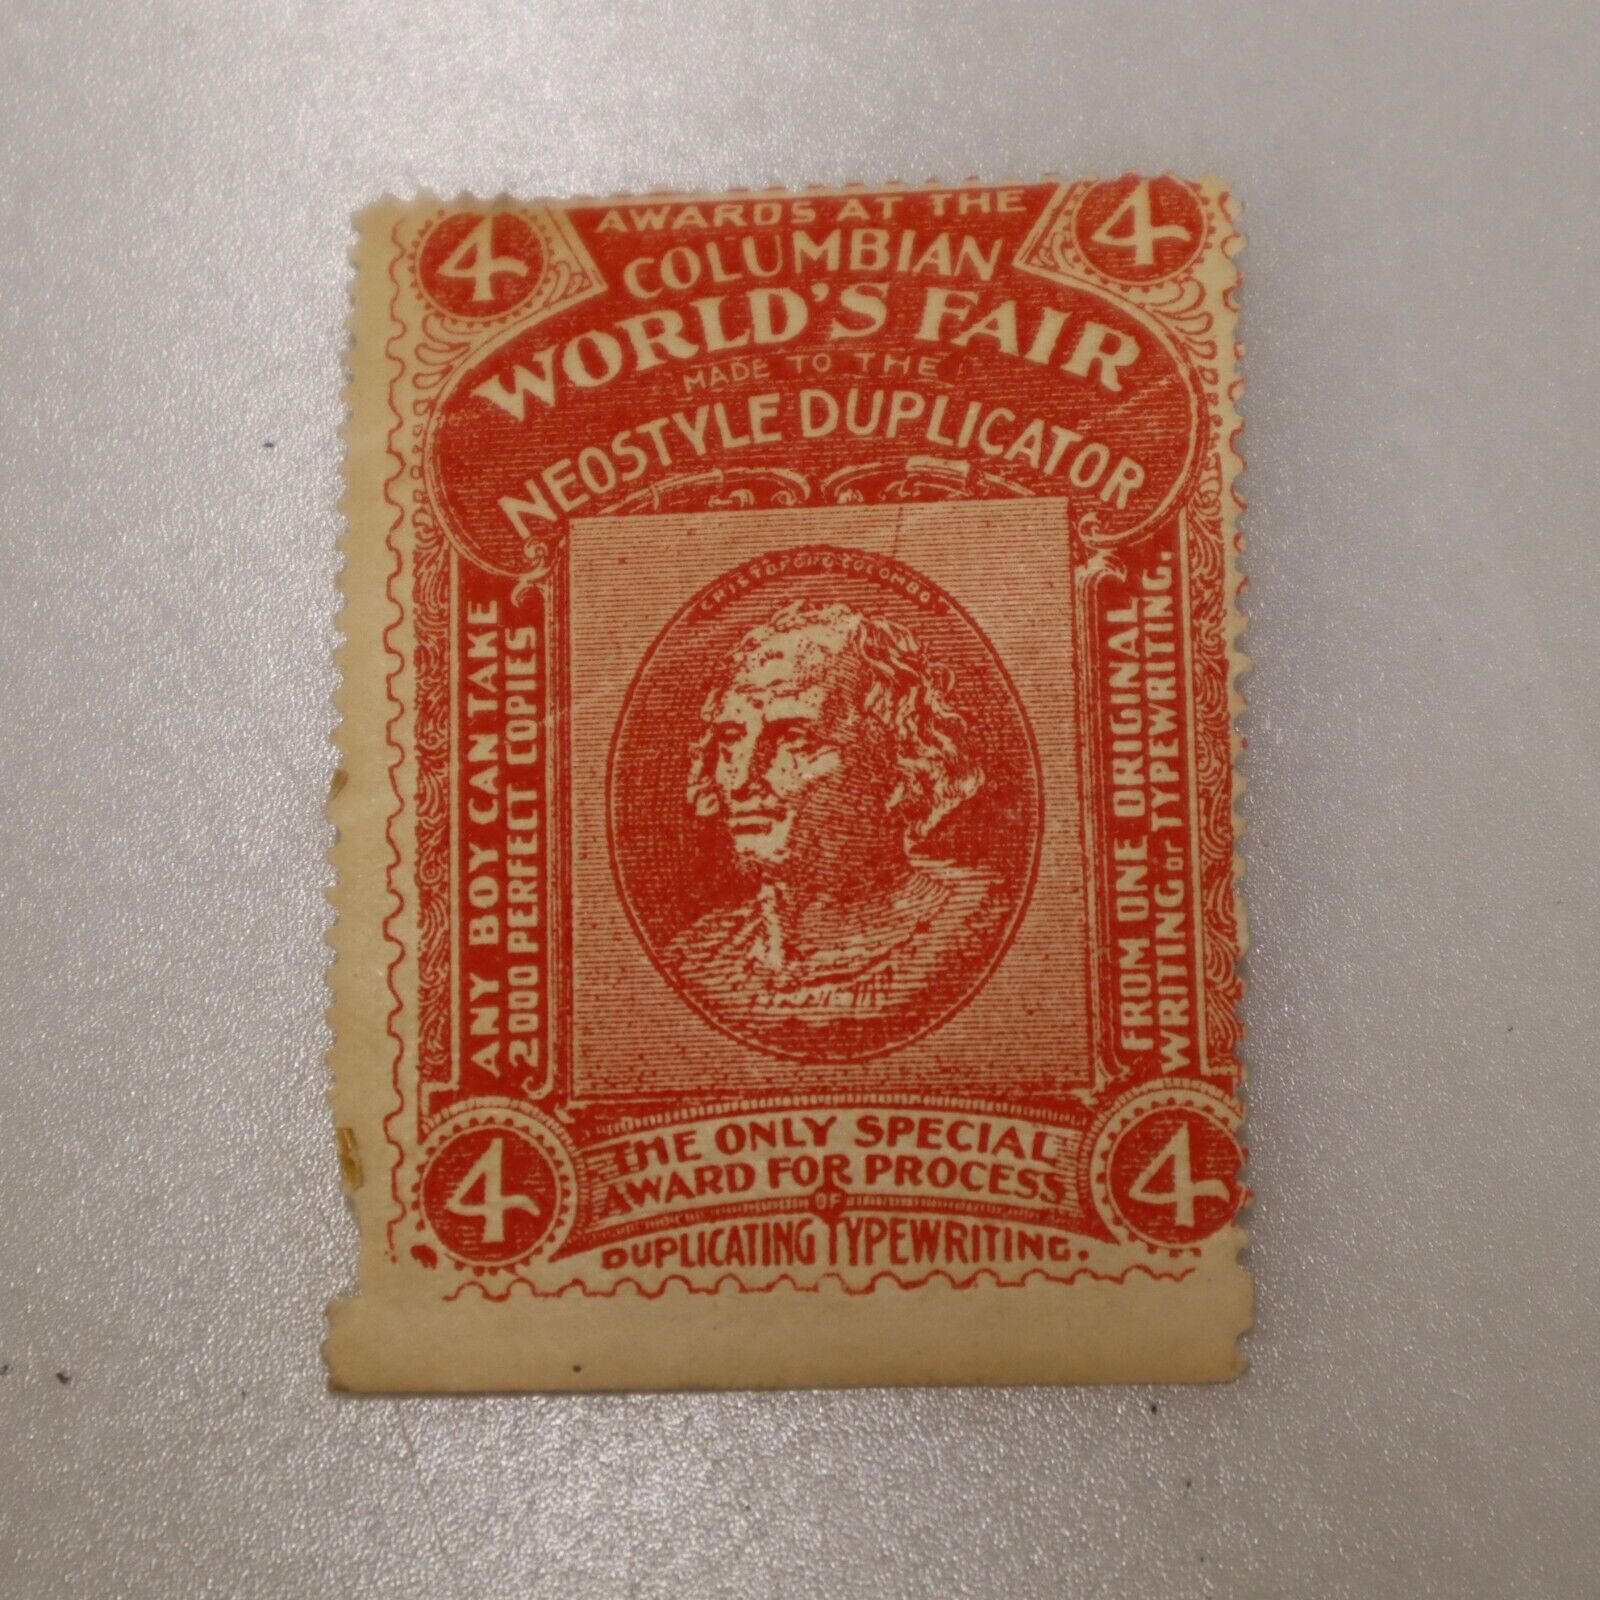 4
4
AWARDS AT THE
COLUMBIAN
WORLD'S FAIR
MADE TO THE
NEOSTYLE DUPLICATOR
CRISTOFORO COLOMBO
ANY BOY CAN TAKE
2000 PERFECT COPIES
FROM ONE ORIGINAL
WRITING or TYPEWRITING.
4
4
THE ONLY SPECIAL
AWARD FOR PROCESS
OF
DUPLICATING TYPEWRITING.